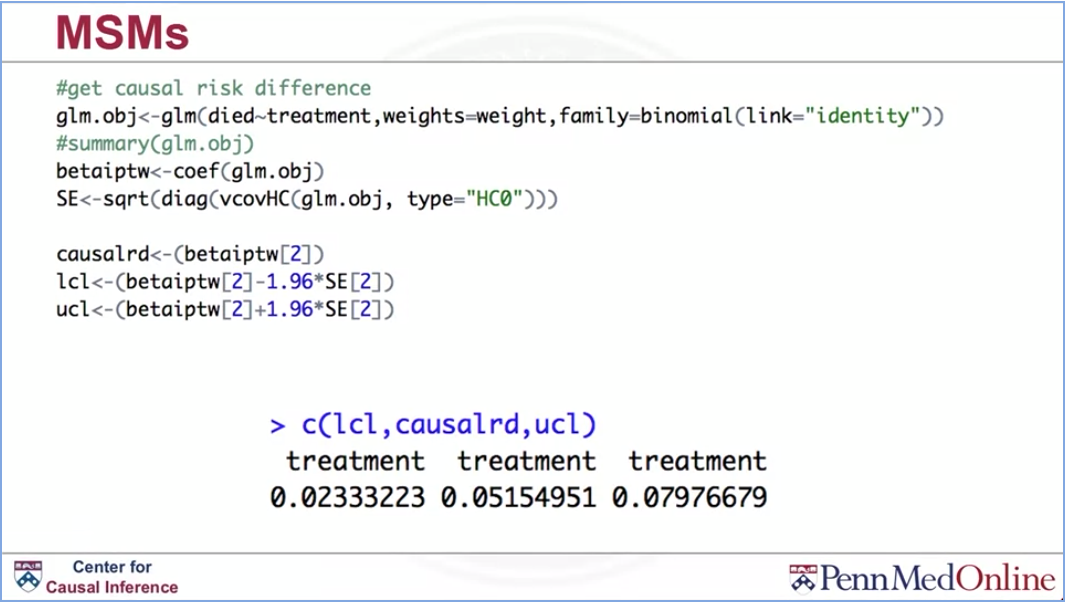 MSMs
#get causal risk difference
glm.obj<-glm(died~treatment,weights=weight,family=binomial(link="identity"))
#summary(glm.obj)
betaiptw<-coef(glm.obj)
SE<-sqrt(diag(vcovHC(glm.obj, type="HC0")))
causalrd<-(betaiptw[2])
lcl<-(betaiptw[2]-1.96*SE[2])
ucl<-(betaiptw[2]+1.96*SE[2])
> c(lcl,causalrd,ucl)
treatment treatment treatment
0.02333223 0.05154951 0.07976679
Center for
Causal Inference
PennMedOnline